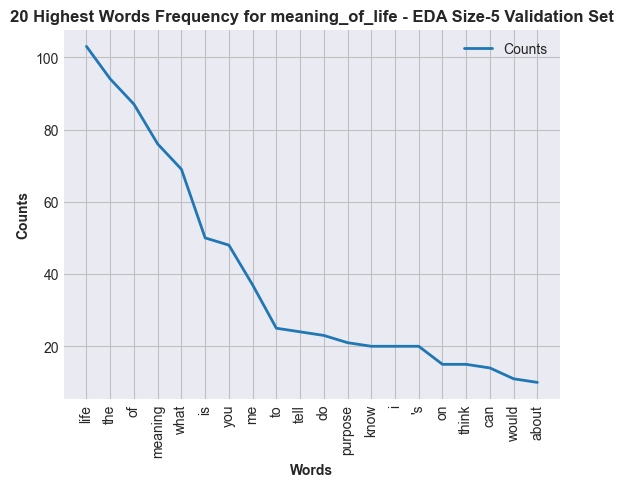 20 Highest Words Frequency for meaning_of_life - EDA Size-5 Validation Set
Counts
100
80
60
40
20
Counts
life
the
of
meaning
what
is
you
me
to
tell
do
purpose
know
i
's
on
think
can
would
about
Words